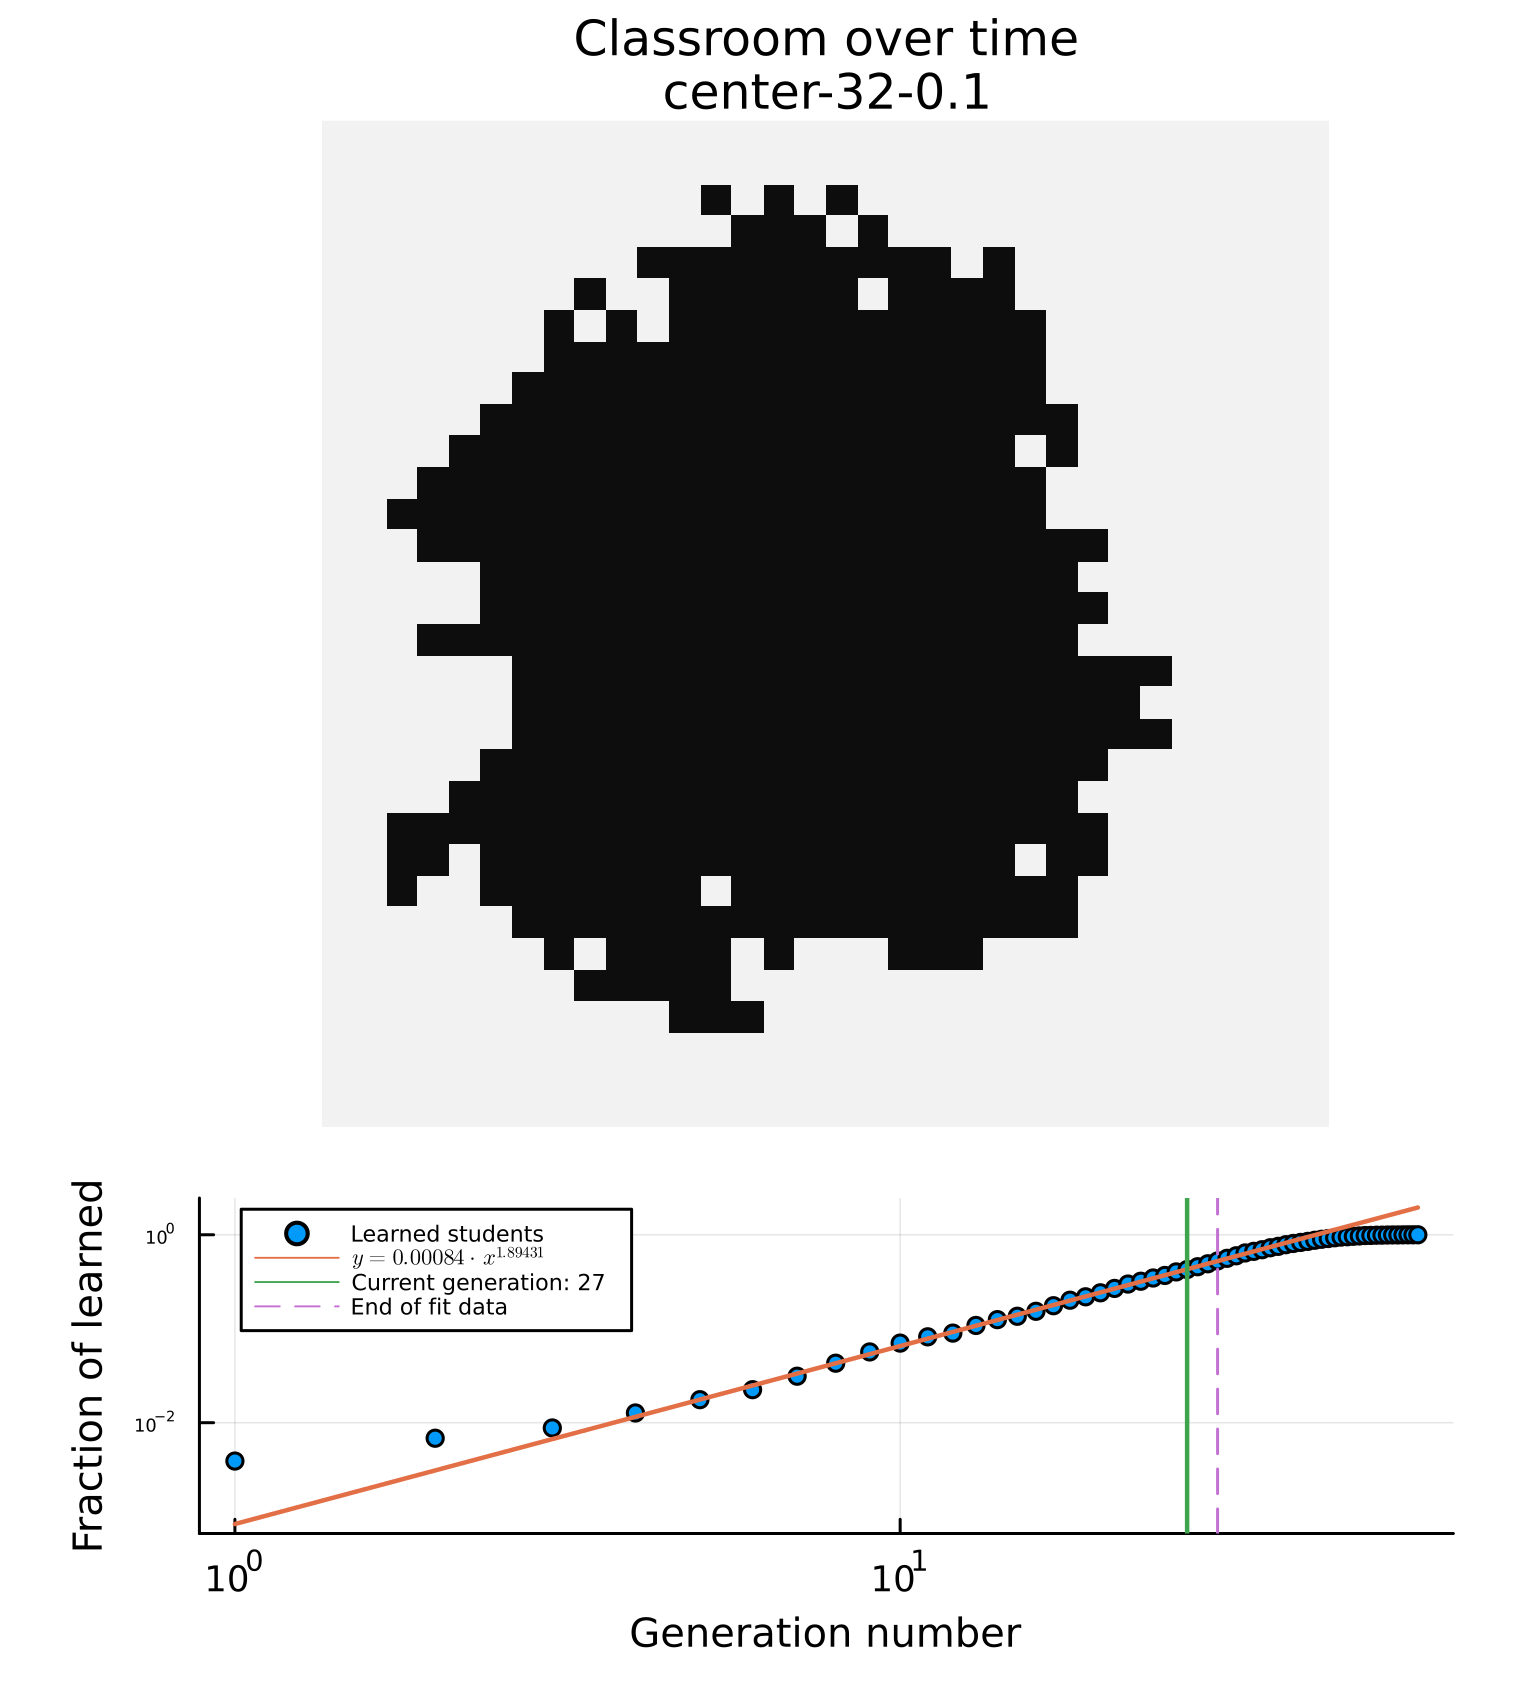 Classroom over time
center-32-0.1
Fraction of learned
10^0
10^−2
Learned students
y = 0.00084 · x^1.89431
Current generation: 27
End of fit data
10^0
10^1
Generation number